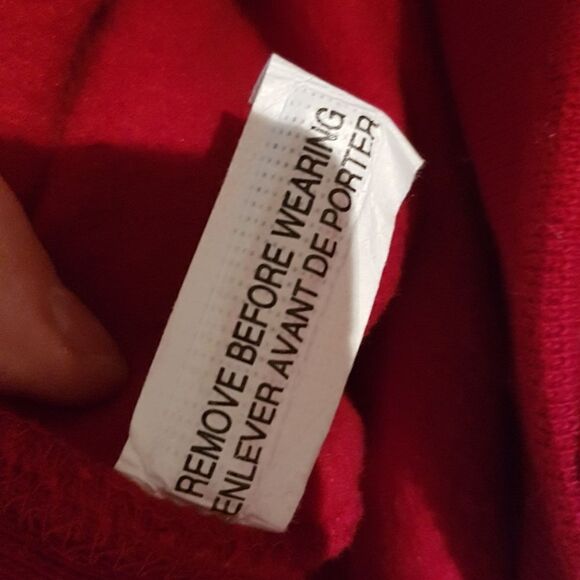 REMOVE BEFORE WEARING
ENLEVER AVANT DE PORTER